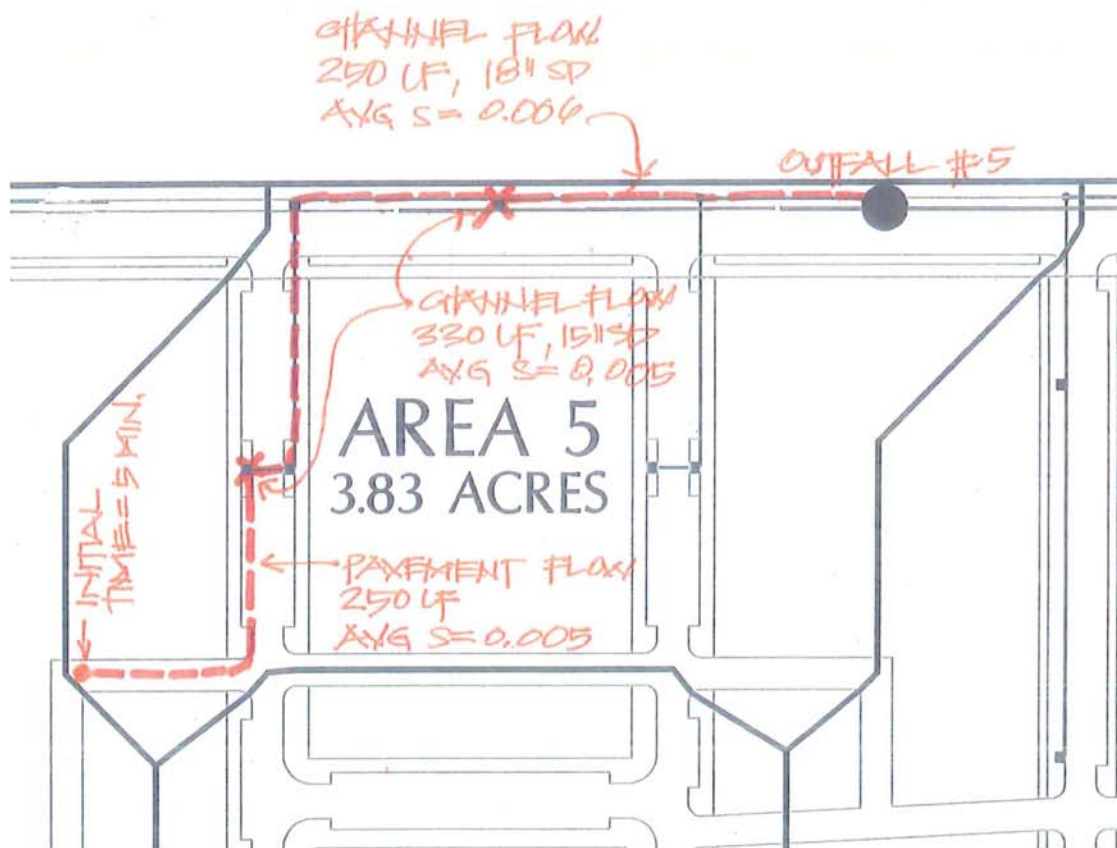 CHANNEL FLOW
250 LF, 18" SD
AVG S= 0.006
OUTFALL #5
CHANNEL FLOW
330 LF, 15" SD
AVG S= 0.005
AREA 5
3.83 ACRES
INITIAL
TIME = 5 MIN.
PAVEMENT FLOW
250 LF
AVG S= 0.005